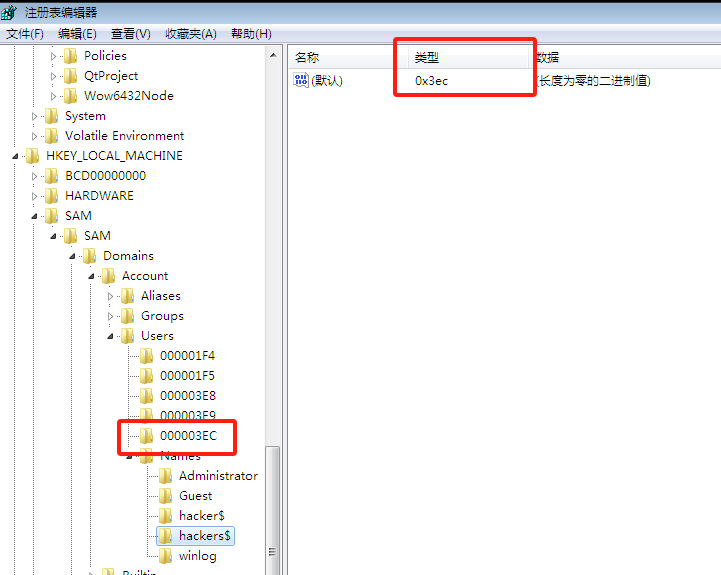 注册表编辑器
文件(F) 编辑(E) 查看(V) 收藏夹(A) 帮助(H)
Policies
QtProject
Wow6432Node
System
Volatile Environment
HKEY_LOCAL_MACHINE
BCD00000000
HARDWARE
SAM
SAM
Domains
Account
Aliases
Groups
Users
000001F4
000001F5
000003E8
000003E9
000003EC
Names
Administrator
Guest
hacker$
hackers$
winlog
Builtin
名称 类型 数据
(默认) 0x3ec (长度为零的二进制值)